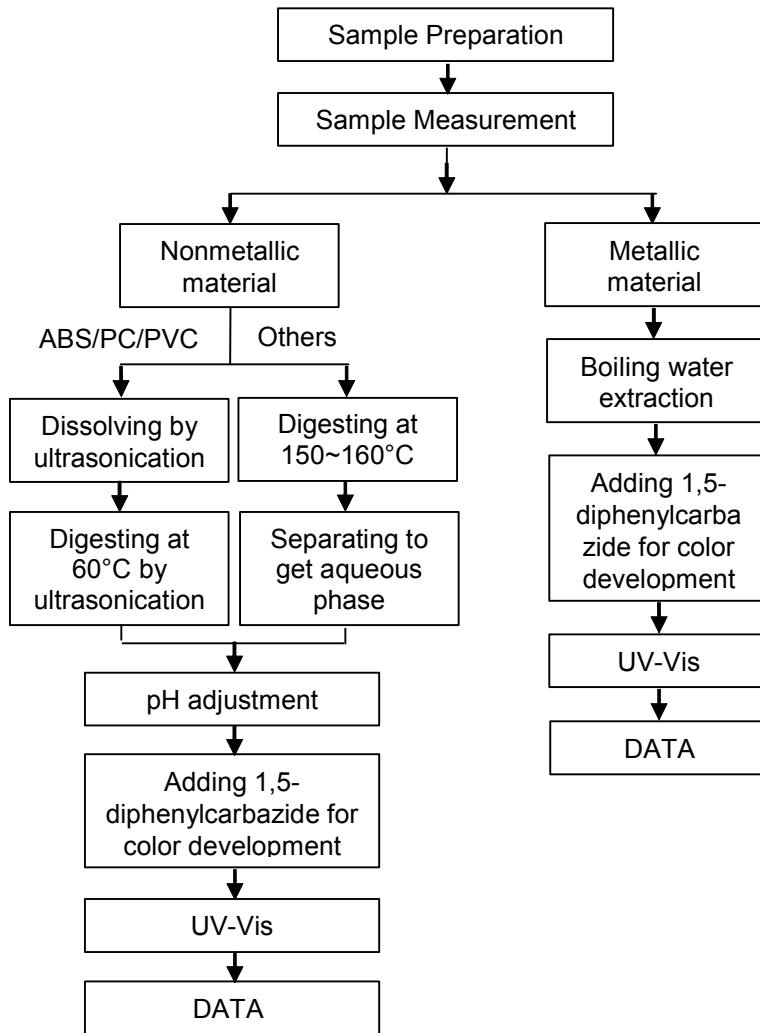 Sample Preparation
Sample Measurement
Nonmetallic
material
ABS/PC/PVC
Others
Dissolving by
ultrasonication
Digesting at
150~160°C
Digesting at
60°C by
ultrasonication
Separating to
get aqueous
phase
pH adjustment
Adding 1,5-
diphenylcarbazide for
color development
UV-Vis
DATA
Metallic
material
Boiling water
extraction
Adding 1,5-
diphenylcarba
zide for color
development
UV-Vis
DATA